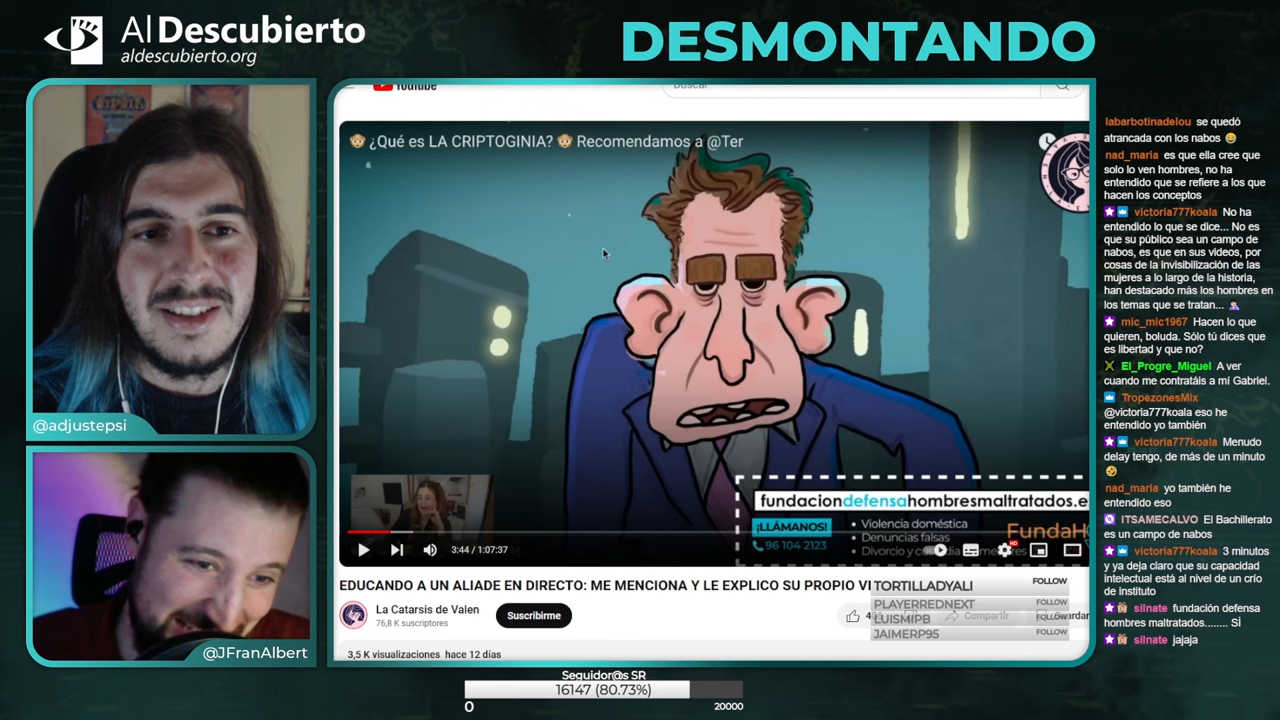 Al Descubierto
aldescubierto.org
DESMONTANDO
@adjustepsi
@JFranAlbert
YouTube
Buscar
¿Qué es LA CRIPTOGINIA? Recomendamos a @Ter
fundaciondefensahombresmaltratados.e
¡LLÁMANOS!
96 104 2123
• Violencia doméstica
• Denuncias falsas
• Divorcio y
FundaH
3:44 / 1:07:37
HD
EDUCANDO A UN ALIADE EN DIRECTO: ME MENCIONA Y LE EXPLICO SU PROPIO VI
La Catarsis de Valen
76,8 K suscriptores
Suscribirme
Compartir
TORTILLADYALI FOLLOW
PLAYERREDNEXT FOLLOW
LUISMIPB FOLLOW
JAIMERP95 FOLLOW
3,5 K visualizaciones hace 12 días
Seguidor@s SR
16147 (80.73%)
0
20000
labarbotinadelou se quedó
atrancada con los nabos
nad_maria es que ella cree que
solo lo ven hombres, no ha
entendido que se refiere a los que
hacen los conceptos
victoria777koala No ha
entendido lo que se dice... No es
que su público sea un campo de
nabos, es que en sus videos, por
cosas de la invisibilización de las
mujeres a lo largo de la historia,
han destacado más los hombres en
los temas que se tratan...
mic_mic1967 Hacen lo que
quieren, boluda. Sólo tú dices que
es libertad y que no?
El_Progre_Miguel A ver
cuando me contratáis a mí Gabriel.
TropezonesMix
@victoria777koala eso he
entendido yo también
victoria777koala Menudo
delay tengo, de más de un minuto
nad_maria yo también he
entendido eso
ITSAMECALVO El Bachillerato
es un campo de nabos
victoria777koala 3 minutos
y ya deja claro que su capacidad
intelectual está al nivel de un crío
de instituto
silnate fundación defensa
hombres maltratados........ SÍ
silnate jajaja